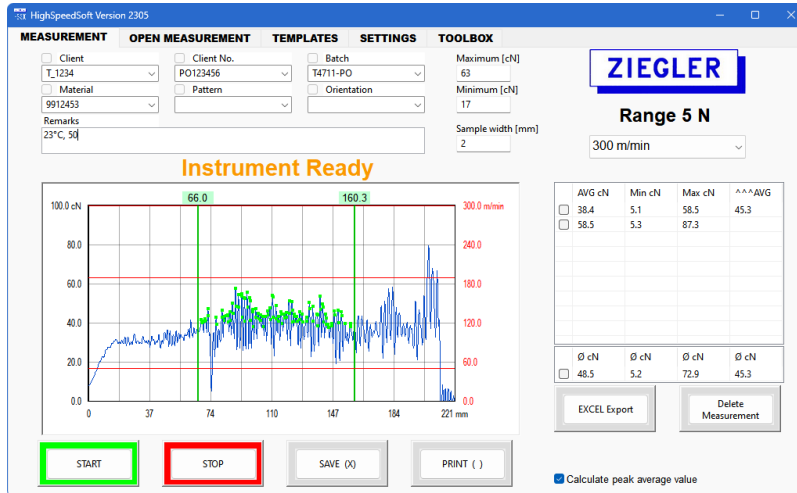 HighSpeedSoft Version 2305
MEASUREMENT OPEN MEASUREMENT TEMPLATES SETTINGS TOOLBOX
Client Client No. Batch Maximum [cN]
T_1234 PO123456 T4711-PO 63
Material Pattern Orientation Minimum [cN]
9912453 17
Remarks Sample width [mm]
23°C, 50 2
ZIEGLER
Range 5 N
300 m/min
Instrument Ready
66.0 160.3
100.0 cN 300.0 m/min
80.0 240.0
60.0 180.0
40.0 120.0
20.0 60.0
0.0 0.0
0 37 74 110 147 184 221 mm
AVG cN Min cN Max cN ^^^AVG
38.4 5.1 58.5 45.3
58.5 5.3 87.3
Ø cN Ø cN Ø cN Ø cN
48.5 5.2 72.9 45.3
EXCEL Export Delete Measurement
START STOP SAVE (X) PRINT ( )
Calculate peak average value